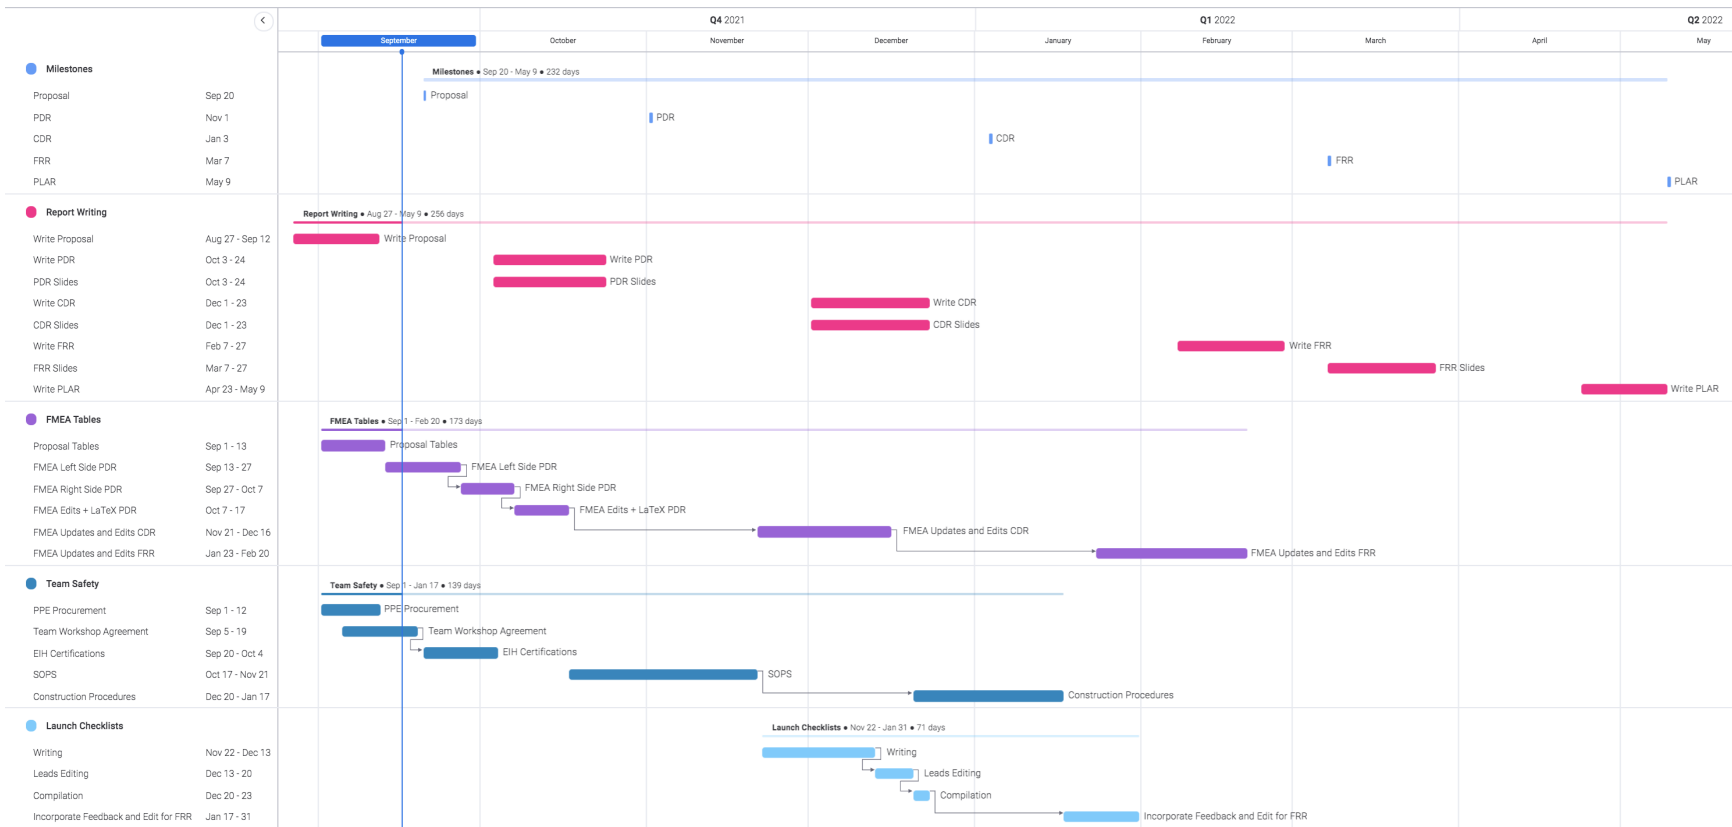 Q4 2021
Q1 2022
Q2 2022
September
October
November
December
January
February
March
April
May
Milestones
Milestones • Sep 20 - May 9 • 232 days
Proposal Sep 20 Proposal
PDR Nov 1 PDR
CDR Jan 3 CDR
FRR Mar 7 FRR
PLAR May 9 PLAR
Report Writing
Report Writing • Aug 27 - May 9 • 256 days
Write Proposal Aug 27 - Sep 12 Write Proposal
Write PDR Oct 3 - 24 Write PDR
PDR Slides Oct 3 - 24 PDR Slides
Write CDR Dec 1 - 23 Write CDR
CDR Slides Dec 1 - 23 CDR Slides
Write FRR Feb 7 - 27 Write FRR
FRR Slides Mar 7 - 27 FRR Slides
Write PLAR Apr 23 - May 9 Write PLAR
FMEA Tables
FMEA Tables • Sep 1 - Feb 20 • 173 days
Proposal Tables Sep 1 - 13 Proposal Tables
FMEA Left Side PDR Sep 13 - 27 FMEA Left Side PDR
FMEA Right Side PDR Sep 27 - Oct 7 FMEA Right Side PDR
FMEA Edits + LaTeX PDR Oct 7 - 17 FMEA Edits + LaTeX PDR
FMEA Updates and Edits CDR Nov 21 - Dec 16 FMEA Updates and Edits CDR
FMEA Updates and Edits FRR Jan 23 - Feb 20 FMEA Updates and Edits FRR
Team Safety
Team Safety • Sep 1 - Jan 17 • 139 days
PPE Procurement Sep 1 - 12 PPE Procurement
Team Workshop Agreement Sep 5 - 19 Team Workshop Agreement
EIH Certifications Sep 20 - Oct 4 EIH Certifications
SOPS Oct 17 - Nov 21 SOPS
Construction Procedures Dec 20 - Jan 17 Construction Procedures
Launch Checklists
Launch Checklists • Nov 22 - Jan 31 • 71 days
Writing Nov 22 - Dec 13 Writing
Leads Editing Dec 13 - 20 Leads Editing
Compilation Dec 20 - 23 Compilation
Incorporate Feedback and Edit for FRR Jan 17 - 31 Incorporate Feedback and Edit for FRR